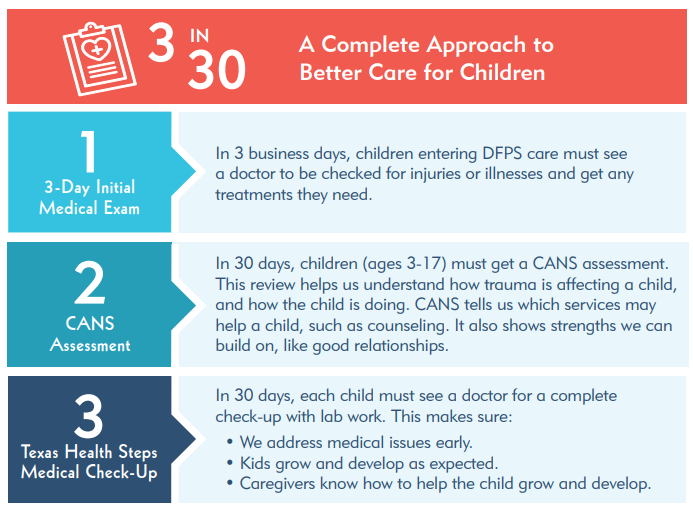 3 IN 30
A Complete Approach to
Better Care for Children
1
3-Day Initial
Medical Exam
In 3 business days, children entering DFPS care must see
a doctor to be checked for injuries or illnesses and get any
treatments they need.
2
CANS
Assessment
In 30 days, children (ages 3-17) must get a CANS assessment.
This review helps us understand how trauma is affecting a child,
and how the child is doing. CANS tells us which services may
help a child, such as counseling. It also shows strengths we can
build on, like good relationships.
3
Texas Health Steps
Medical Check-Up
In 30 days, each child must see a doctor for a complete
check-up with lab work. This makes sure:
• We address medical issues early.
• Kids grow and develop as expected.
• Caregivers know how to help the child grow and develop.